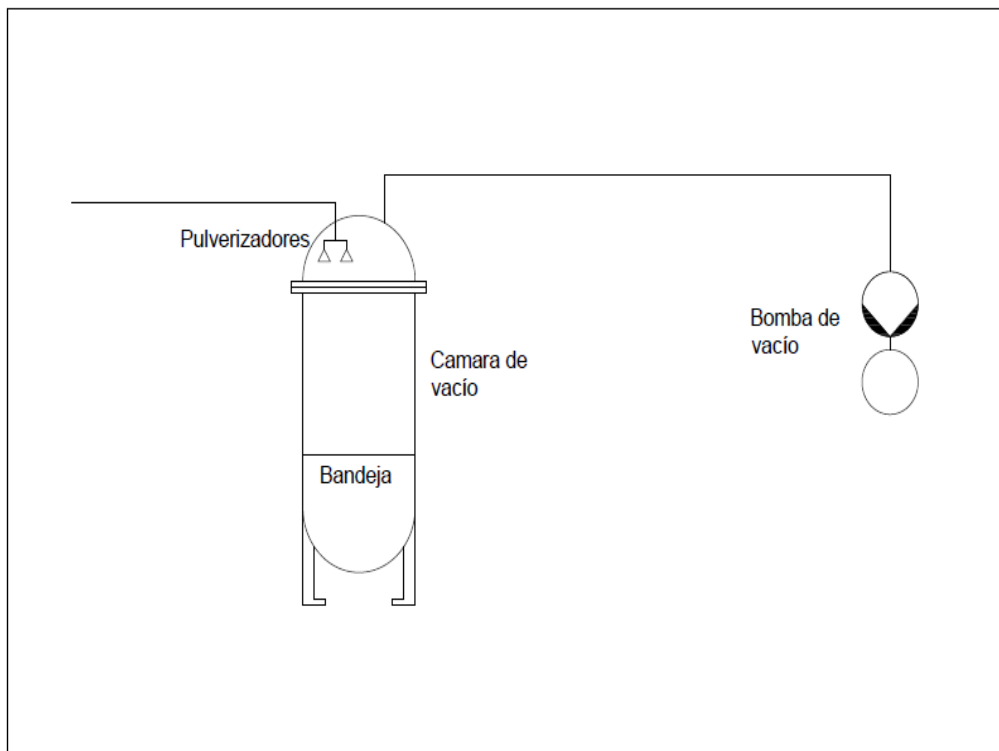 Pulverizadores
Camara de
vacío
Bandeja
Bomba de
vacío